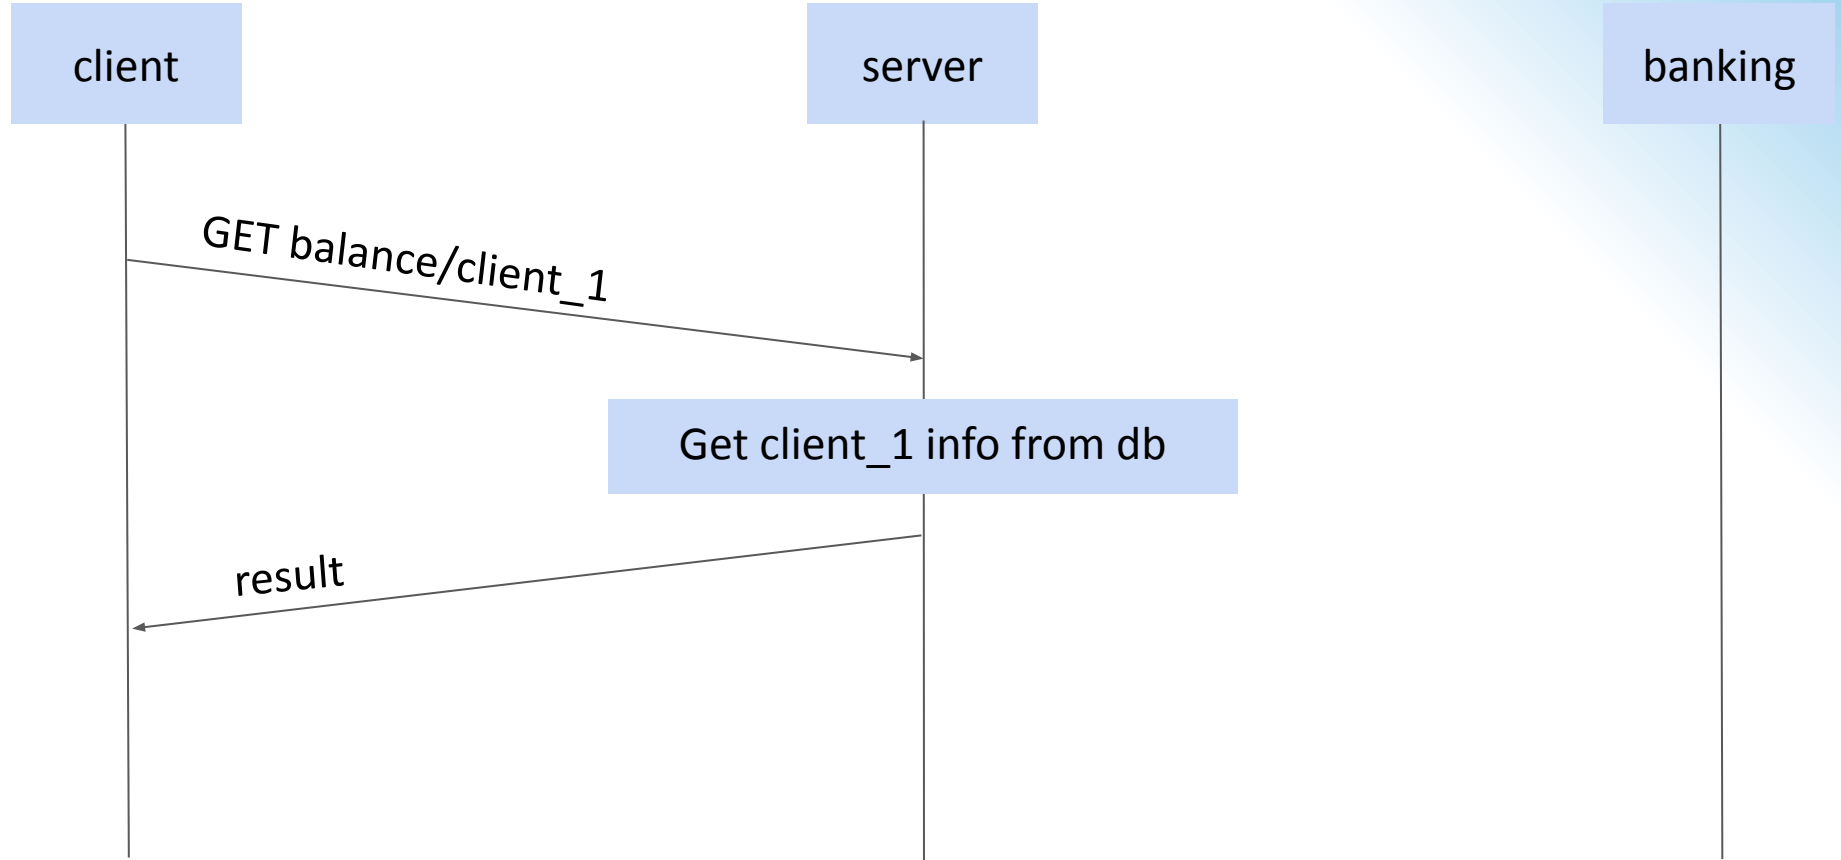 client
server
banking
GET balance/client_1
Get client_1 info from db
result